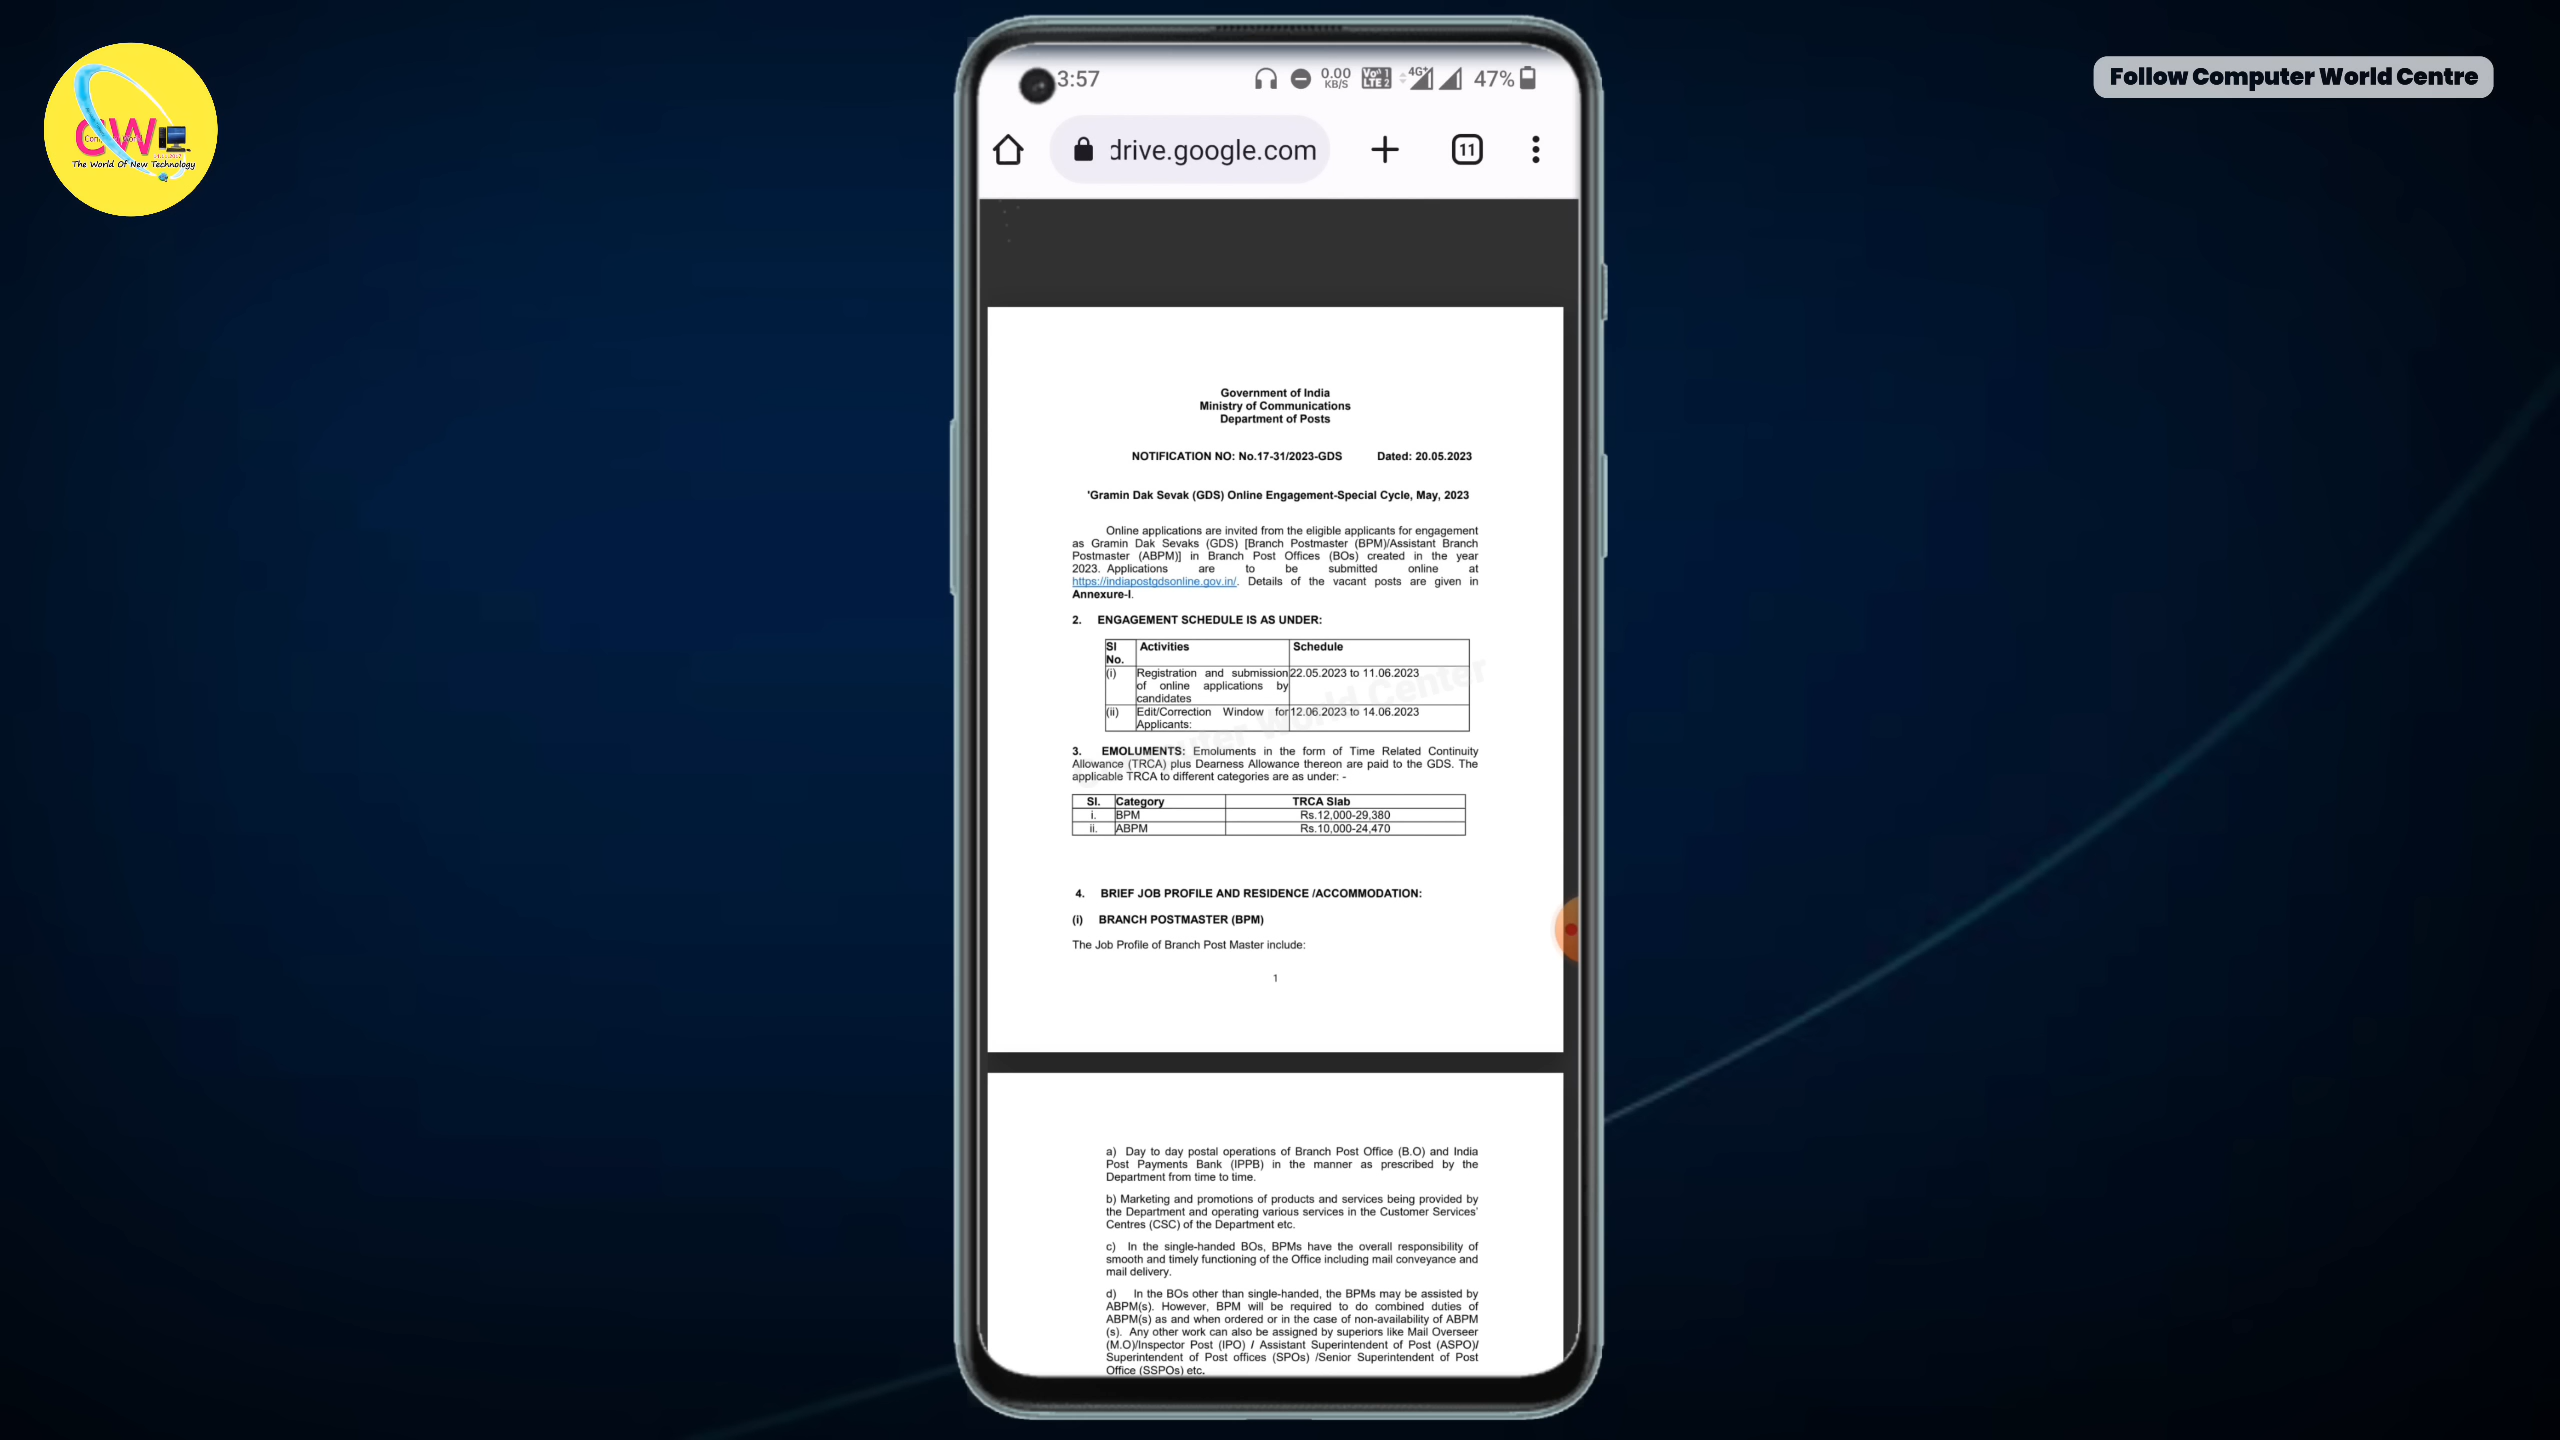 CW
The World Of New Technology
Follow Computer World Centre
3:57
0.00 KB/S
Vo 1 LTE 2
4G+
47%
drive.google.com
11
Government of India
Ministry of Communications
Department of Posts
NOTIFICATION NO: No.17-31/2023-GDS Dated: 20.05.2023
'Gramin Dak Sevak (GDS) Online Engagement-Special Cycle, May, 2023
Online applications are invited from the eligible applicants for engagement
as Gramin Dak Sevaks (GDS) [Branch Postmaster (BPM)/Assistant Branch
Postmaster (ABPM)] in Branch Post Offices (BOs) created in the year
2023. Applications are to be submitted online at
https://indiapostgdsonline.gov.in/. Details of the vacant posts are given in
Annexure-I.
2. ENGAGEMENT SCHEDULE IS AS UNDER:
Sl No. Activities Schedule
(i) Registration and submission 22.05.2023 to 11.06.2023
of online applications by
candidates
(ii) Edit/Correction Window for 12.06.2023 to 14.06.2023
Applicants:
World Center
3. EMOLUMENTS: Emoluments in the form of Time Related Continuity
Allowance (TRCA) plus Dearness Allowance thereon are paid to the GDS. The
applicable TRCA to different categories are as under: -
Sl. Category TRCA Slab
i. BPM Rs.12,000-29,380
ii. ABPM Rs.10,000-24,470
4. BRIEF JOB PROFILE AND RESIDENCE /ACCOMMODATION:
(i) BRANCH POSTMASTER (BPM)
The Job Profile of Branch Post Master include:
1
a) Day to day postal operations of Branch Post Office (B.O) and India
Post Payments Bank (IPPB) in the manner as prescribed by the
Department from time to time.
b) Marketing and promotions of products and services being provided by
the Department and operating various services in the Customer Services'
Centres (CSC) of the Department etc.
c) In the single-handed BOs, BPMs have the overall responsibility of
smooth and timely functioning of the Office including mail conveyance and
mail delivery.
d) In the BOs other than single-handed, the BPMs may be assisted by
ABPM(s). However, BPM will be required to do combined duties of
ABPM(s) as and when ordered or in the case of non-availability of ABPM
(s). Any other work can also be assigned by superiors like Mail Overseer
(M.O)/Inspector Post (IPO) / Assistant Superintendent of Post (ASPO)/
Superintendent of Post offices (SPOs) /Senior Superintendent of Post
Office (SSPOs) etc.